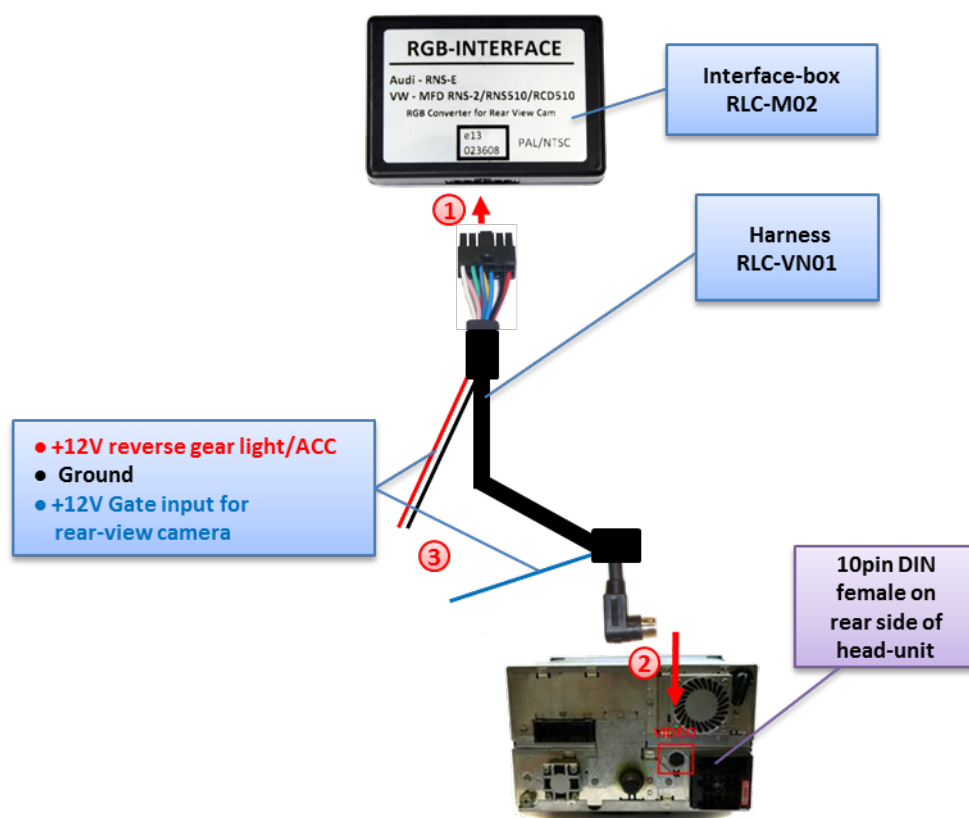 RGB-INTERFACE
Audi - RNS-E
VW - MFD RNS-2/RNS510/RCD510
RGB Converter for Rear View Cam
e13
023608
PAL/NTSC
Interface-box
RLC-M02
1
Harness
RLC-VN01
● +12V reverse gear light/ACC
● Ground
● +12V Gate input for
rear-view camera
3
10pin DIN
female on
rear side of
head-unit
2
VIDEO